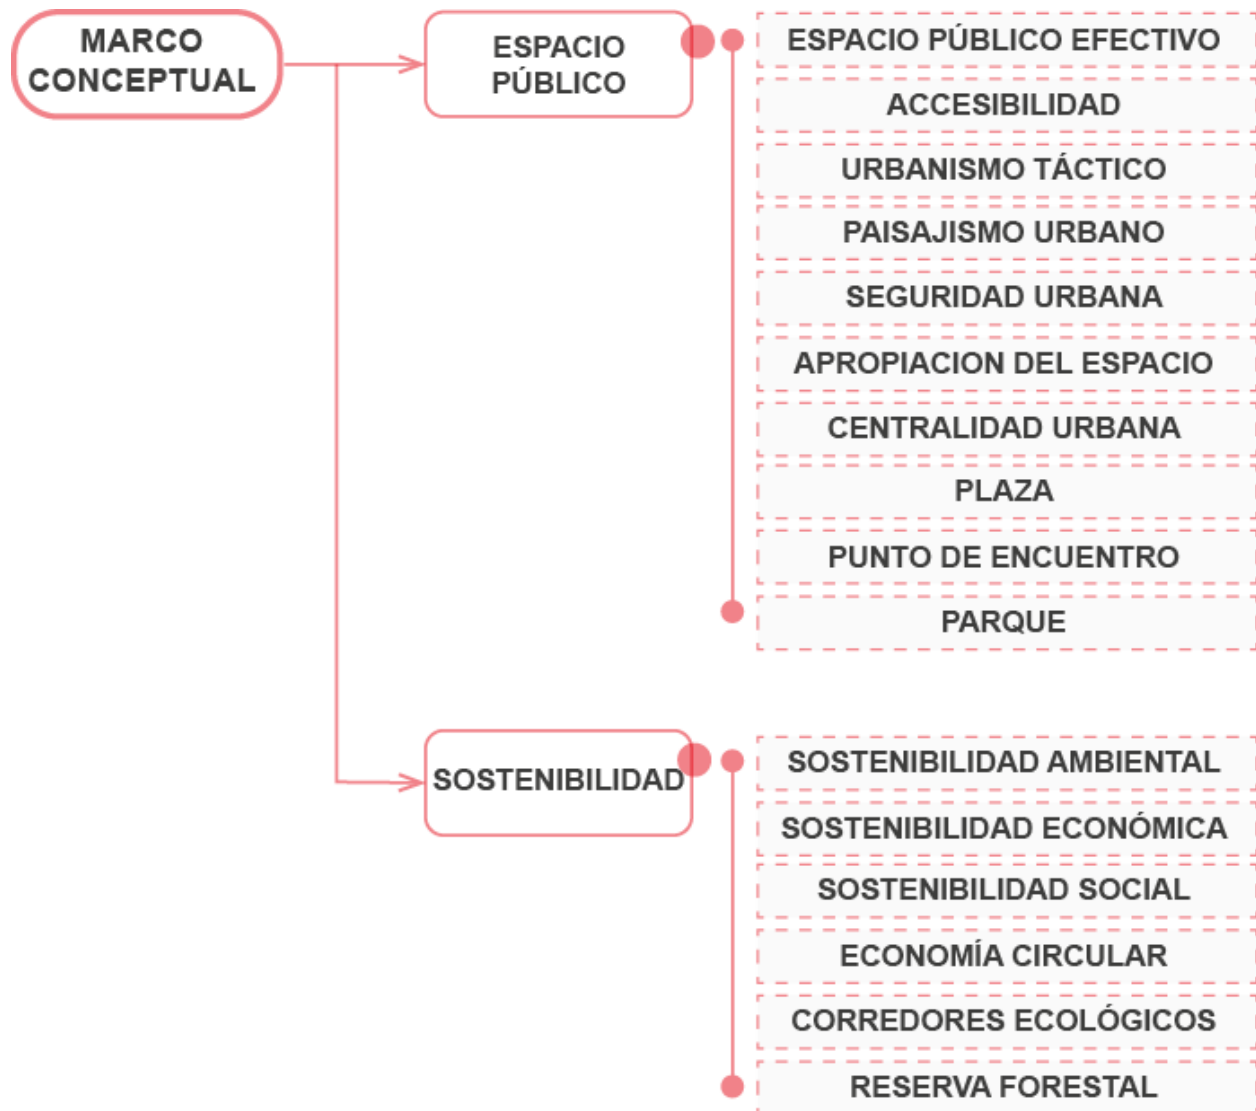 MARCO
CONCEPTUAL
ESPACIO
PÚBLICO
ESPACIO PÚBLICO EFECTIVO
ACCESIBILIDAD
URBANISMO TÁCTICO
PAISAJISMO URBANO
SEGURIDAD URBANA
APROPIACION DEL ESPACIO
CENTRALIDAD URBANA
PLAZA
PUNTO DE ENCUENTRO
PARQUE
SOSTENIBILIDAD
SOSTENIBILIDAD AMBIENTAL
SOSTENIBILIDAD ECONÓMICA
SOSTENIBILIDAD SOCIAL
ECONOMÍA CIRCULAR
CORREDORES ECOLÓGICOS
RESERVA FORESTAL